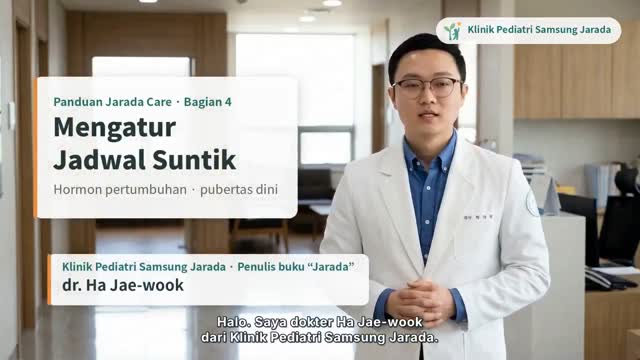 Klinik Pediatri Samsung Jarada
Panduan Jarada Care · Bagian 4
Mengatur
Jadwal Suntik
Hormon pertumbuhan · pubertas dini
Klinik Pediatri Samsung Jarada · Penulis buku “Jarada”
dr. Ha Jae-wook
Halo. Saya dokter Ha Jae-wook
dari Klinik Pediatri Samsung Jarada.